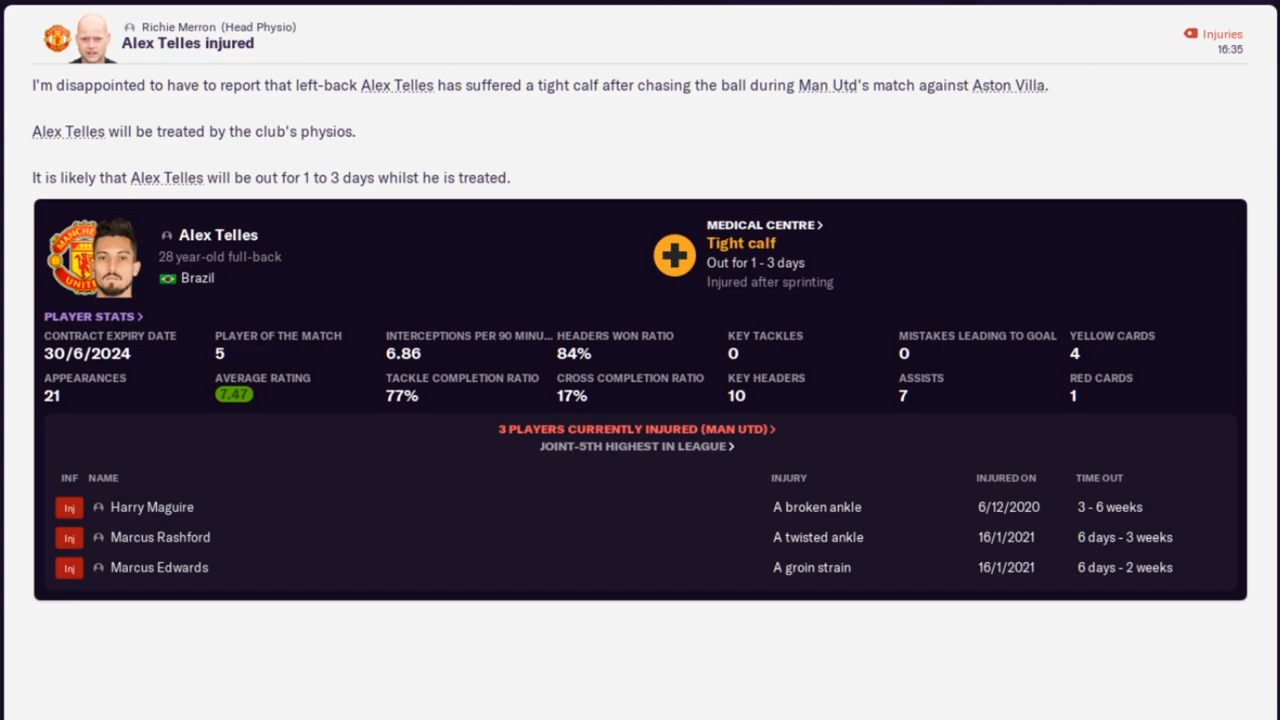 Richie Merron (Head Physio)
Alex Telles injured
Injuries
16:35
I'm disappointed to have to report that left-back Alex Telles has suffered a tight calf after chasing the ball during Man Utd's match against Aston Villa.
Alex Telles will be treated by the club's physios.
It is likely that Alex Telles will be out for 1 to 3 days whilst he is treated.
MANCHE
UNITE
Alex Telles
28 year-old full-back
Brazil
MEDICAL CENTRE >
Tight calf
Out for 1 - 3 days
Injured after sprinting
PLAYER STATS >
CONTRACT EXPIRY DATE PLAYER OF THE MATCH INTERCEPTIONS PER 90 MINU... HEADERS WON RATIO KEY TACKLES MISTAKES LEADING TO GOAL YELLOW CARDS
30/6/2024 5 6.86 84% 0 0 4
APPEARANCES AVERAGE RATING TACKLE COMPLETION RATIO CROSS COMPLETION RATIO KEY HEADERS ASSISTS RED CARDS
21 7.47 77% 17% 10 7 1
3 PLAYERS CURRENTLY INJURED (MAN UTD) >
JOINT-5TH HIGHEST IN LEAGUE >
INF NAME INJURY INJURED ON TIME OUT
Inj Harry Maguire A broken ankle 6/12/2020 3 - 6 weeks
Inj Marcus Rashford A twisted ankle 16/1/2021 6 days - 3 weeks
Inj Marcus Edwards A groin strain 16/1/2021 6 days - 2 weeks